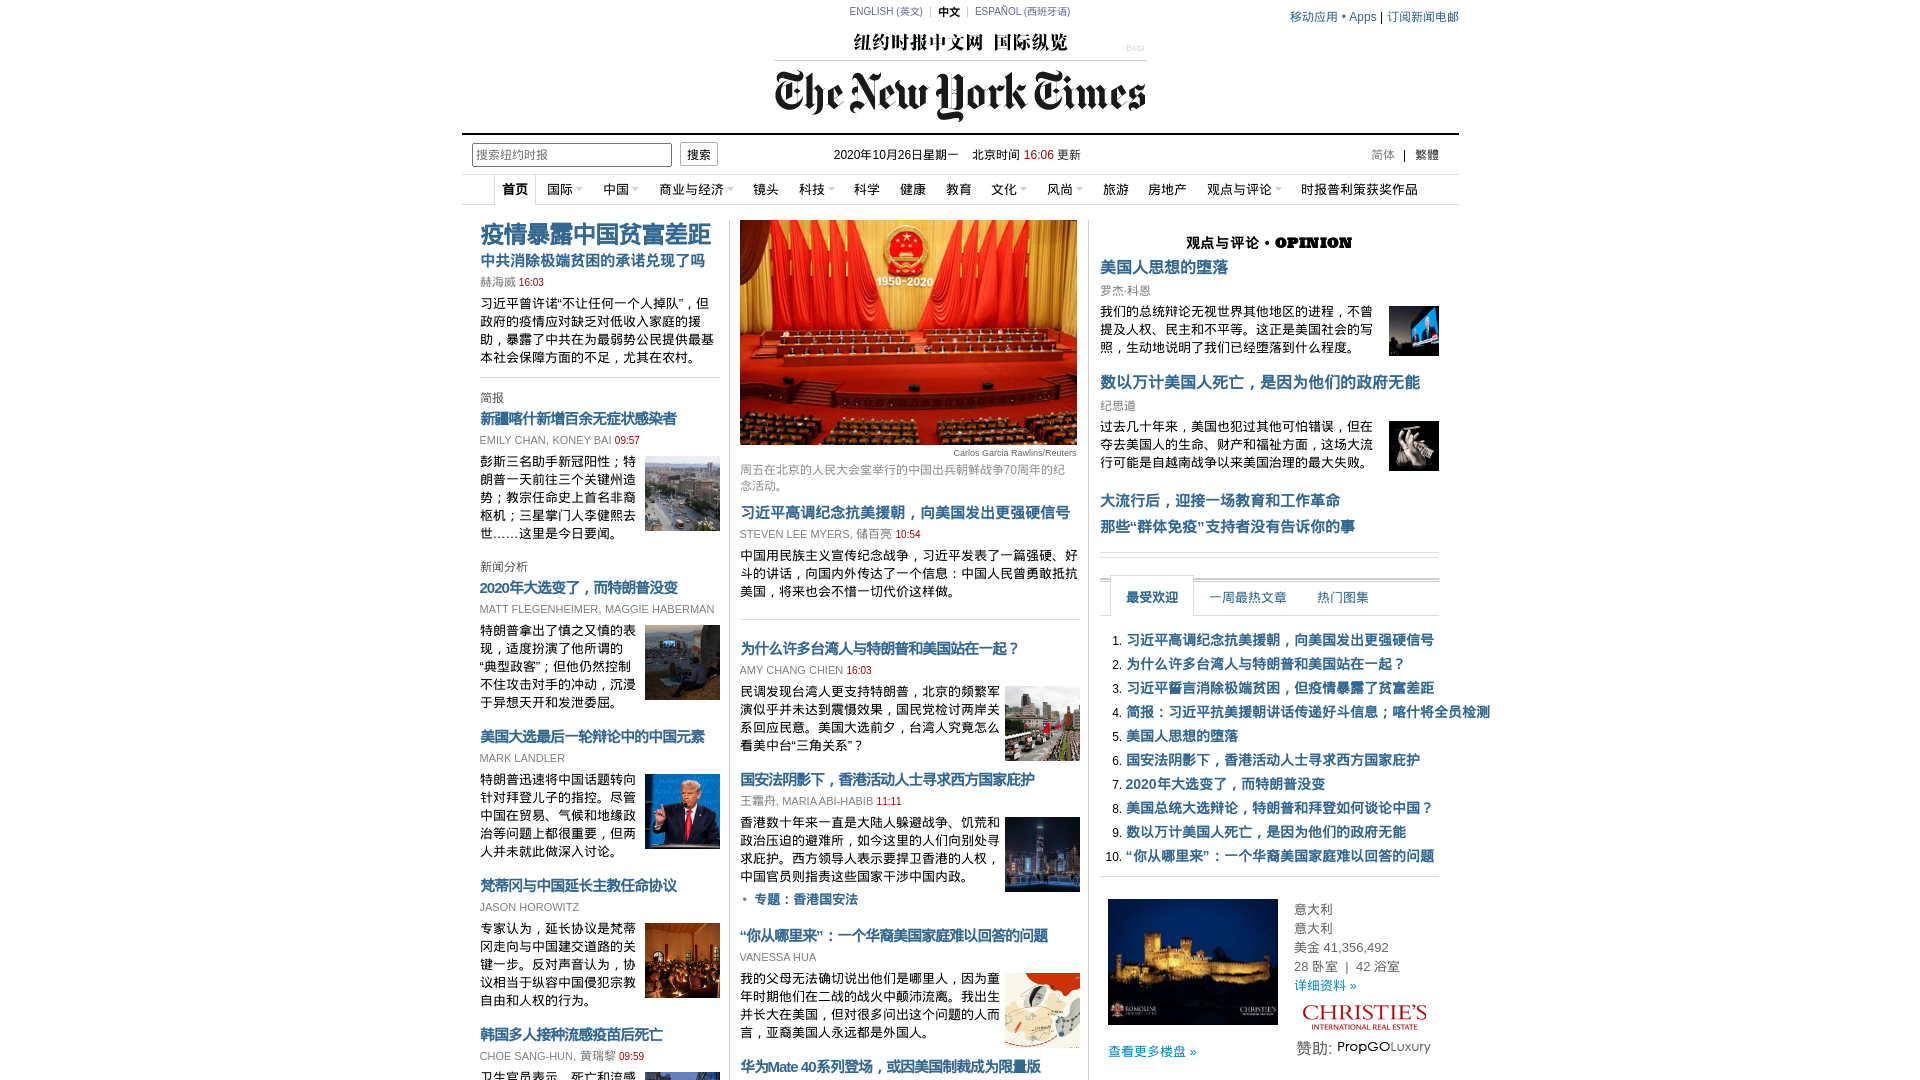 ENGLISH (英文) | 中文 | ESPAÑOL (西班牙语)
移动应用 • Apps | 订阅新闻电邮
纽约时报中文网 国际纵览
Beta
The New York Times
搜索纽约时报 搜索
2020年10月26日星期一 北京时间 16:06 更新
简体 | 繁體
首页 国际 中国 商业与经济 镜头 科技 科学 健康 教育 文化 风尚 旅游 房地产 观点与评论 时报普利策获奖作品
疫情暴露中国贫富差距
中共消除极端贫困的承诺兑现了吗
赫海威 16:03
习近平曾许诺“不让任何一个人掉队”，但
政府的疫情应对缺乏对低收入家庭的援
助，暴露了中共在为最弱势公民提供最基
本社会保障方面的不足，尤其在农村。
简报
新疆喀什新增百余无症状感染者
EMILY CHAN, KONEY BAI 09:57
彭斯三名助手新冠阳性；特
朗普一天前往三个关键州造
势；教宗任命史上首名非裔
枢机；三星掌门人李健熙去
世……这里是今日要闻。
新闻分析
2020年大选变了，而特朗普没变
MATT FLEGENHEIMER, MAGGIE HABERMAN
特朗普拿出了慎之又慎的表
现，适度扮演了他所谓的
“典型政客”；但他仍然控制
不住攻击对手的冲动，沉浸
于异想天开和发泄委屈。
美国大选最后一轮辩论中的中国元素
MARK LANDLER
特朗普迅速将中国话题转向
针对拜登儿子的指控。尽管
中国在贸易、气候和地缘政
治等问题上都很重要，但两
人并未就此做深入讨论。
梵蒂冈与中国延长主教任命协议
JASON HOROWITZ
专家认为，延长协议是梵蒂
冈走向与中国建交道路的关
键一步。反对声音认为，协
议相当于纵容中国侵犯宗教
自由和人权的行为。
韩国多人接种流感疫苗后死亡
CHOE SANG-HUN, 黄瑞黎 09:59
卫生官员表示，死亡和流感
1950-2020
Carlos Garcia Rawlins/Reuters
周五在北京的人民大会堂举行的中国出兵朝鲜战争70周年的纪
念活动。
习近平高调纪念抗美援朝，向美国发出更强硬信号
STEVEN LEE MYERS, 储百亮 10:54
中国用民族主义宣传纪念战争，习近平发表了一篇强硬、好
斗的讲话，向国内外传达了一个信息：中国人民曾勇敢抵抗
美国，将来也会不惜一切代价这样做。
为什么许多台湾人与特朗普和美国站在一起？
AMY CHANG CHIEN 16:03
民调发现台湾人更支持特朗普，北京的频繁军
演似乎并未达到震慑效果，国民党检讨两岸关
系回应民意。美国大选前夕，台湾人究竟怎么
看美中台“三角关系”？
国安法阴影下，香港活动人士寻求西方国家庇护
王霜舟, MARIA ABI-HABIB 11:11
香港数十年来一直是大陆人躲避战争、饥荒和
政治压迫的避难所，如今这里的人们向别处寻
求庇护。西方领导人表示要捍卫香港的人权，
中国官员则指责这些国家干涉中国内政。
• 专题：香港国安法
“你从哪里来”：一个华裔美国家庭难以回答的问题
VANESSA HUA
我的父母无法确切说出他们是哪里人，因为童
年时期他们在二战的战火中颠沛流离。我出生
并长大在美国，但对很多问出这个问题的人而
言，亚裔美国人永远都是外国人。
华为Mate 40系列登场，或因美国制裁成为限量版
观点与评论 • OPINION
美国人思想的堕落
罗杰·科恩
我们的总统辩论无视世界其他地区的进程，不曾
提及人权、民主和不平等。这正是美国社会的写
照，生动地说明了我们已经堕落到什么程度。
数以万计美国人死亡，是因为他们的政府无能
纪思道
过去几十年来，美国也犯过其他可怕错误，但在
夺去美国人的生命、财产和福祉方面，这场大流
行可能是自越南战争以来美国治理的最大失败。
大流行后，迎接一场教育和工作革命
那些“群体免疫”支持者没有告诉你的事
最受欢迎 一周最热文章 热门图集
1. 习近平高调纪念抗美援朝，向美国发出更强硬信号
2. 为什么许多台湾人与特朗普和美国站在一起？
3. 习近平誓言消除极端贫困，但疫情暴露了贫富差距
4. 简报：习近平抗美援朝讲话传递好斗信息；喀什将全员检测
5. 美国人思想的堕落
6. 国安法阴影下，香港活动人士寻求西方国家庇护
7. 2020年大选变了，而特朗普没变
8. 美国总统大选辩论，特朗普和拜登如何谈论中国？
9. 数以万计美国人死亡，是因为他们的政府无能
10. “你从哪里来”：一个华裔美国家庭难以回答的问题
意大利
意大利
美金 41,356,492
28 卧室 | 42 浴室
详细资料 »
ROMOLINI
CHRISTIE'S
CHRISTIE'S
INTERNATIONAL REAL ESTATE
查看更多楼盘 »
赞助: PropGOLuxury